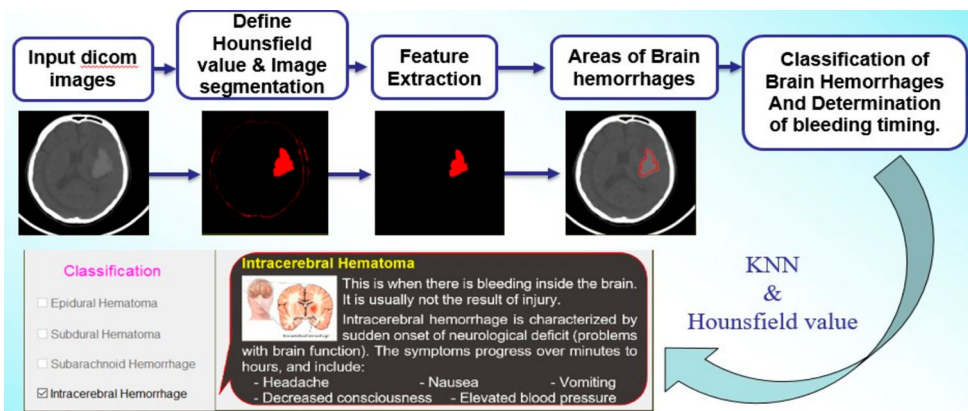 Input dicom
images
Define
Hounsfield
value & Image
segmentation
Feature
Extraction
Areas of Brain
hemorrhages
Classification of
Brain Hemorrhages
And Determination
of bleeding timing.
Classification
Epidural Hematoma
Subdural Hematoma
Subarachnoid Hemorrhage
Intracerebral Hemorrhage
Intracerebral Hematoma
This is when there is bleeding inside the brain.
It is usually not the result of injury.
Intracerebral hemorrhage is characterized by
sudden onset of neurological deficit (problems
with brain function). The symptoms progress over minutes to
hours, and include:
- Headache - Nausea - Vomiting
- Decreased consciousness - Elevated blood pressure
KNN
&
Hounsfield value